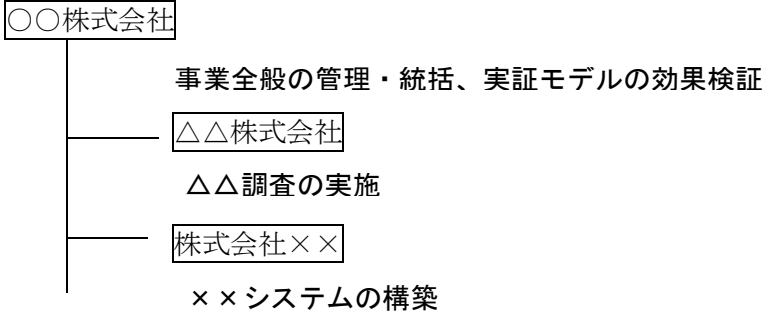 ○○株式会社
事業全般の管理・統括、実証モデルの効果検証
△△株式会社
△△調査の実施
株式会社××
××システムの構築